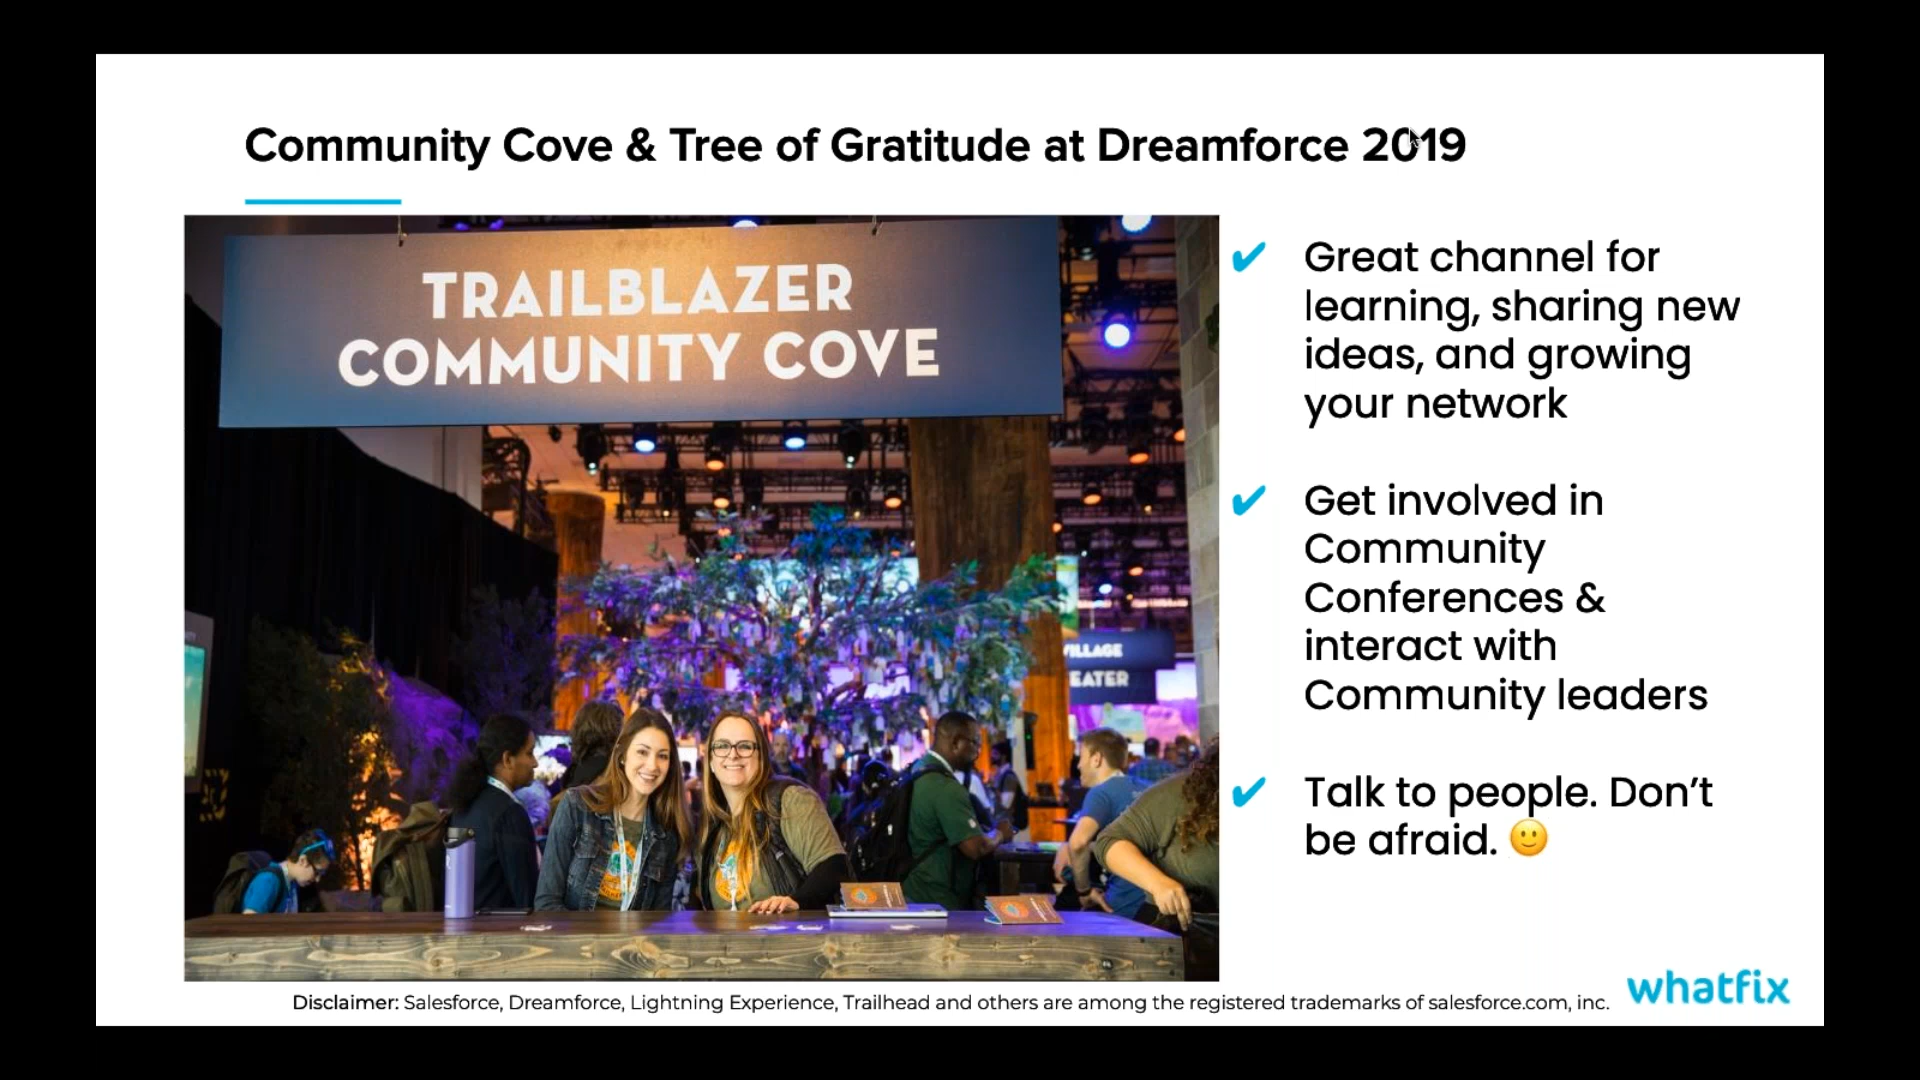 Community Cove & Tree of Gratitude at Dreamforce 2019
TRAILBLAZER
COMMUNITY COVE
VILLAGE
EATER
✔ Great channel for
learning, sharing new
ideas, and growing
your network
✔ Get involved in
Community
Conferences &
interact with
Community leaders
✔ Talk to people. Don’t
be afraid. 🙂
whatfix
Disclaimer: Salesforce, Dreamforce, Lightning Experience, Trailhead and others are among the registered trademarks of salesforce.com, inc.